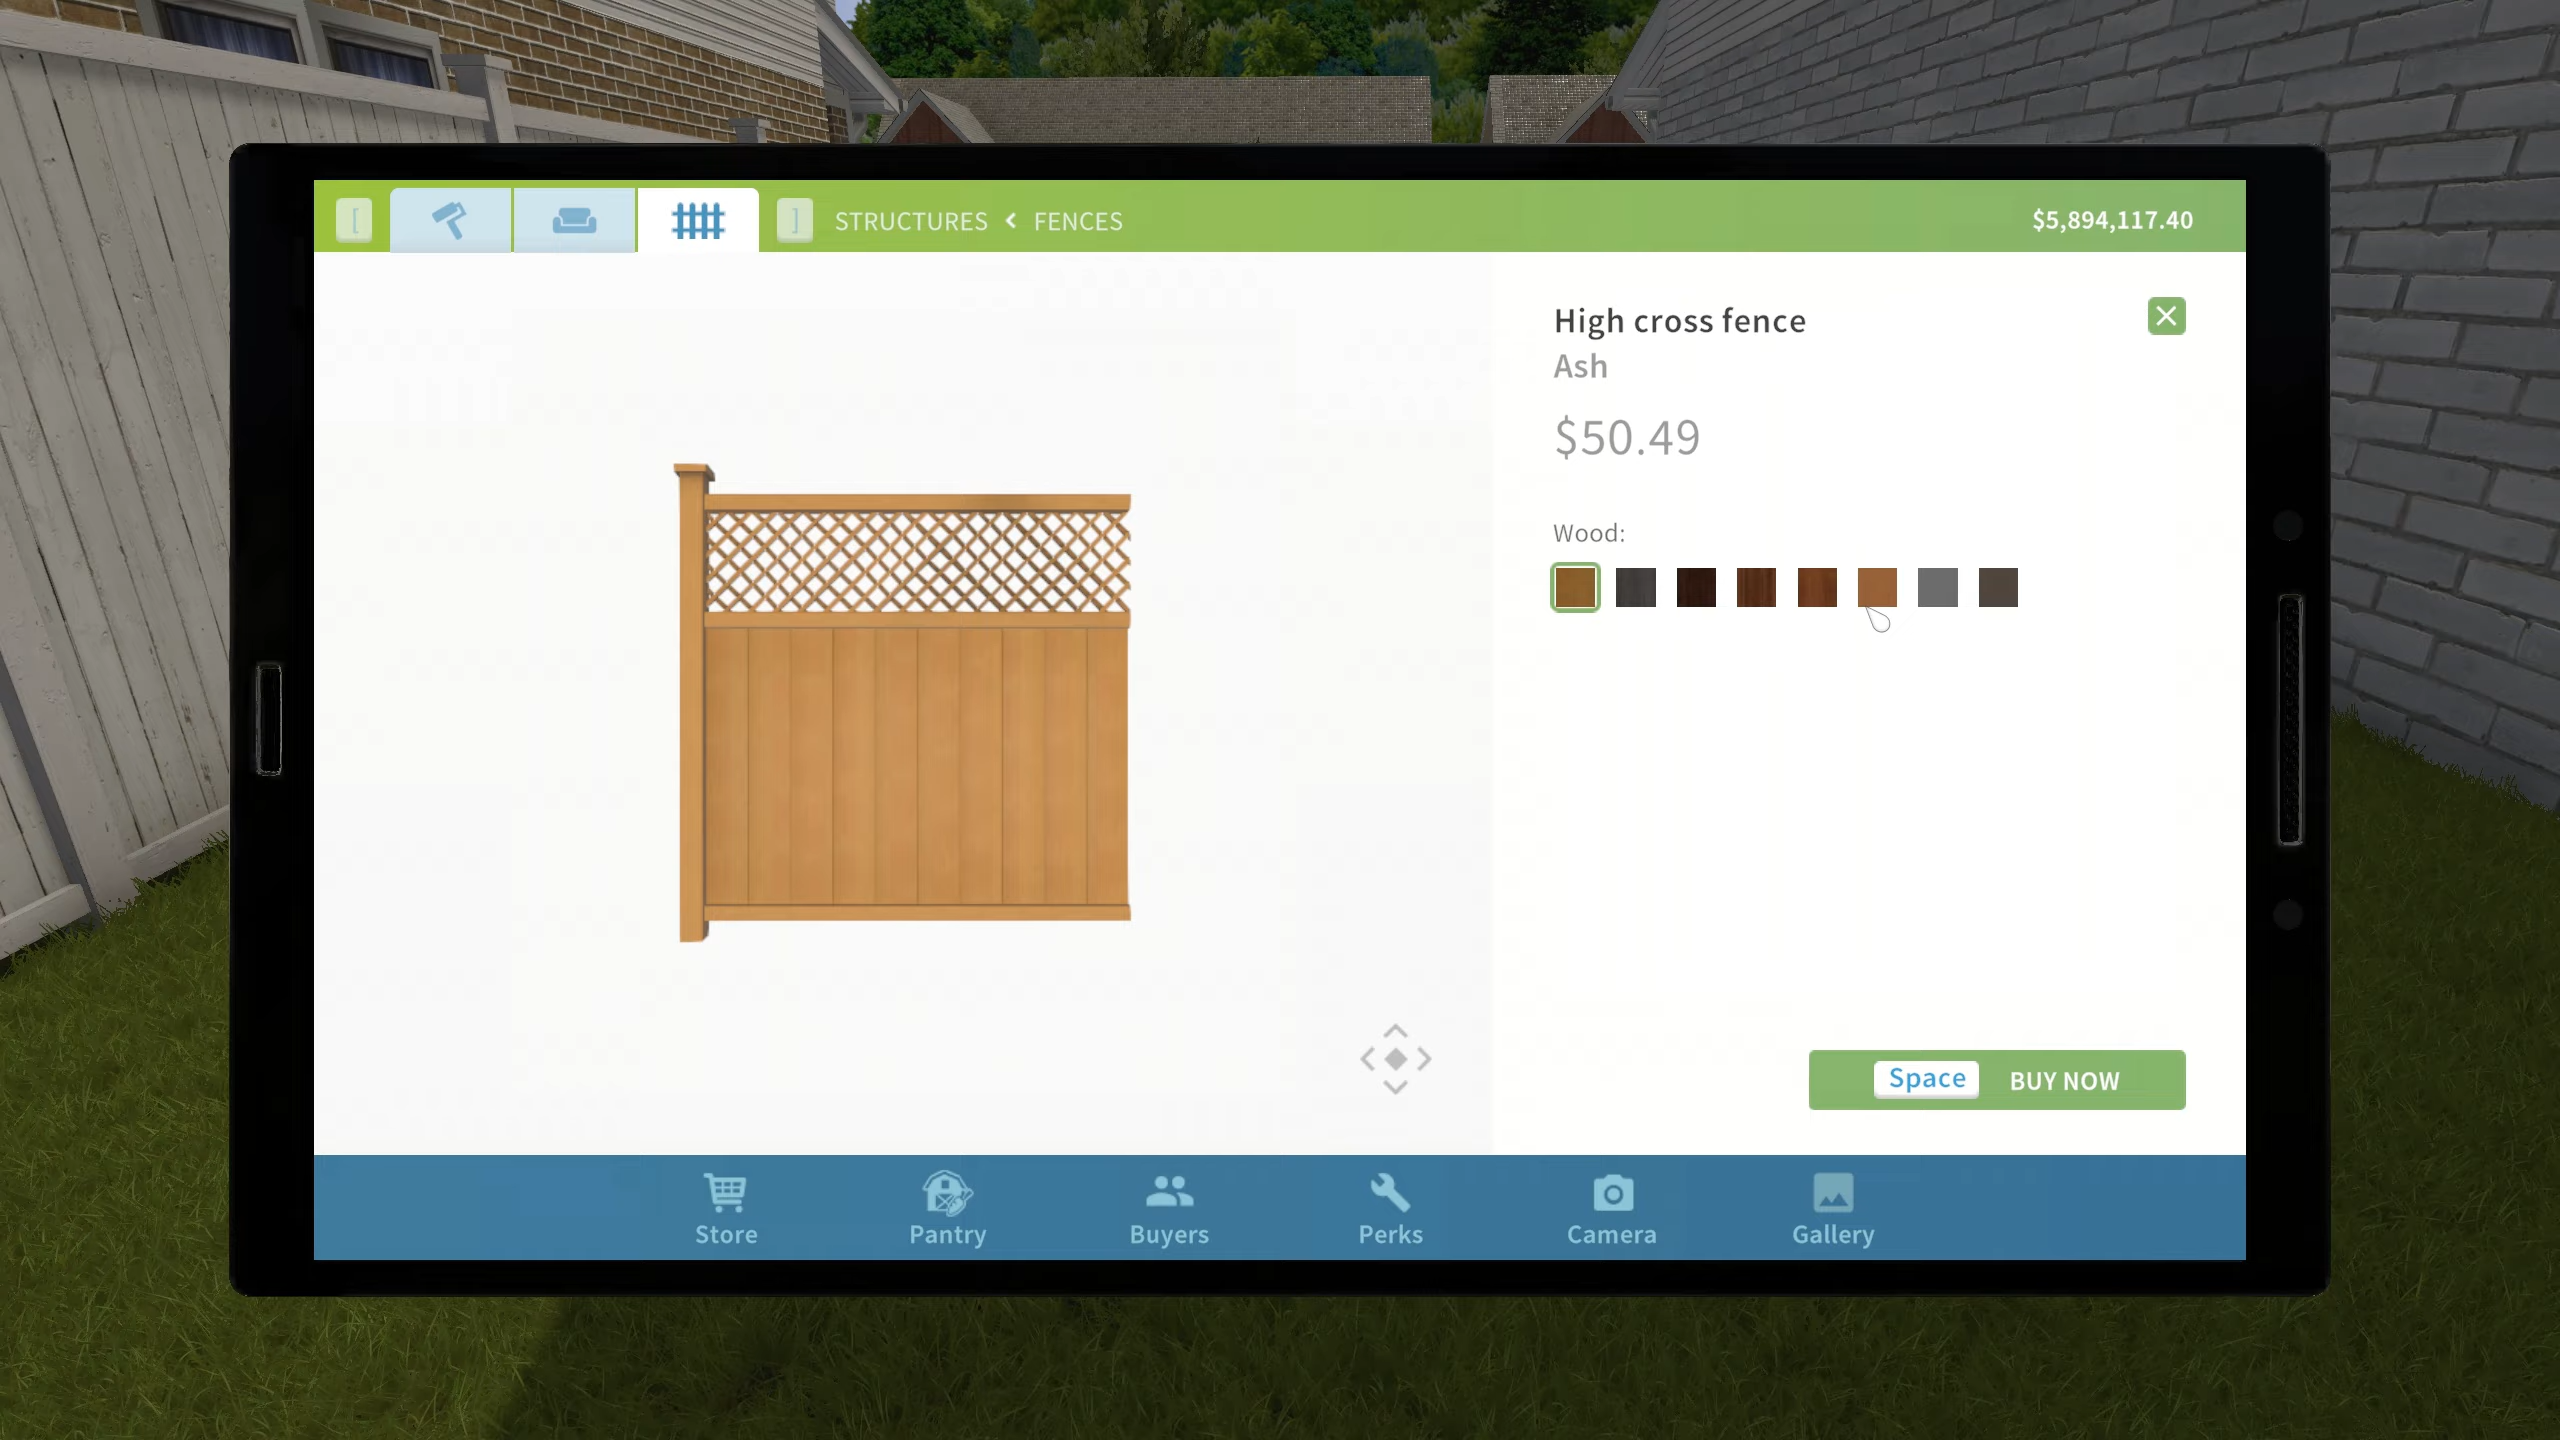 [ ] STRUCTURES < FENCES $5,894,117.40
High cross fence
Ash
$50.49
Wood:
Space BUY NOW
Store Pantry Buyers Perks Camera Gallery